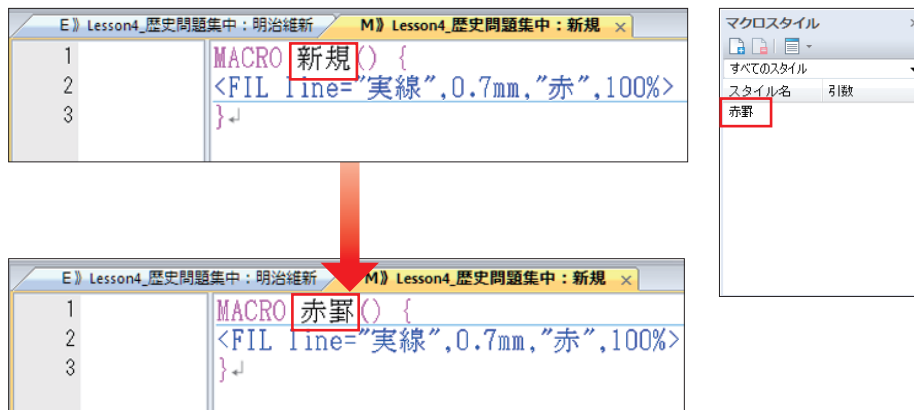 E》Lesson4_歴史問題集中：明治維新 M》Lesson4_歴史問題集中：新規 ×
1 MACRO 新規() {
2 <FIL line="実線",0.7mm,"赤",100%>
3 }↲
E》Lesson4_歴史問題集中：明治維新 M》Lesson4_歴史問題集中：新規 ×
1 MACRO 赤罫() {
2 <FIL line="実線",0.7mm,"赤",100%>
3 }↲
マクロスタイル
すべてのスタイル
スタイル名 引数
赤罫